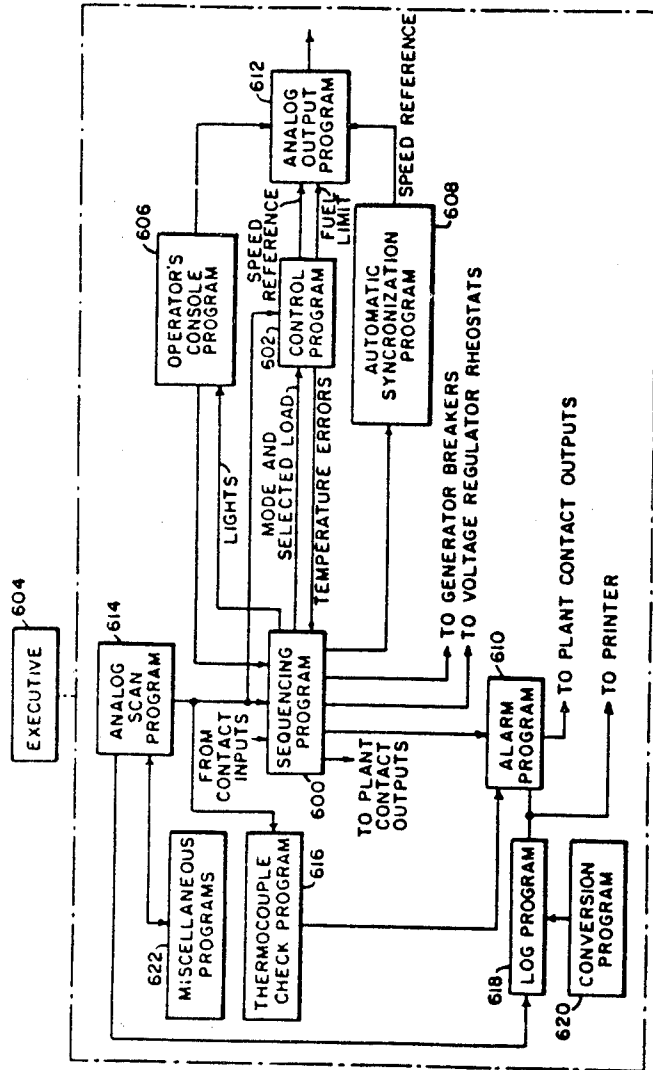 EXECUTIVE
604
ANALOG
SCAN
PROGRAM
614
MISCELLANEOUS
PROGRAMS
622
THERMOCOUPLE
CHECK PROGRAM
616
FROM
CONTACT
INPUTS
SEQUENCING
PROGRAM
600
TO PLANT
CONTACT
OUTPUTS
LIGHTS
OPERATOR'S
CONSOLE
PROGRAM
606
MODE AND
SELECTED LOAD
602
CONTROL
PROGRAM
TEMPERATURE ERRORS
SPEED
REFERENCE
FUEL
LIMIT
ANALOG
OUTPUT
PROGRAM
612
AUTOMATIC
SYNCRONIZATION
PROGRAM
608
SPEED REFERENCE
TO GENERATOR BREAKERS
TO VOLTAGE REGULATOR RHEOSTATS
ALARM
PROGRAM
610
TO PLANT CONTACT OUTPUTS
TO PRINTER
LOG PROGRAM
618
CONVERSION
PROGRAM
620